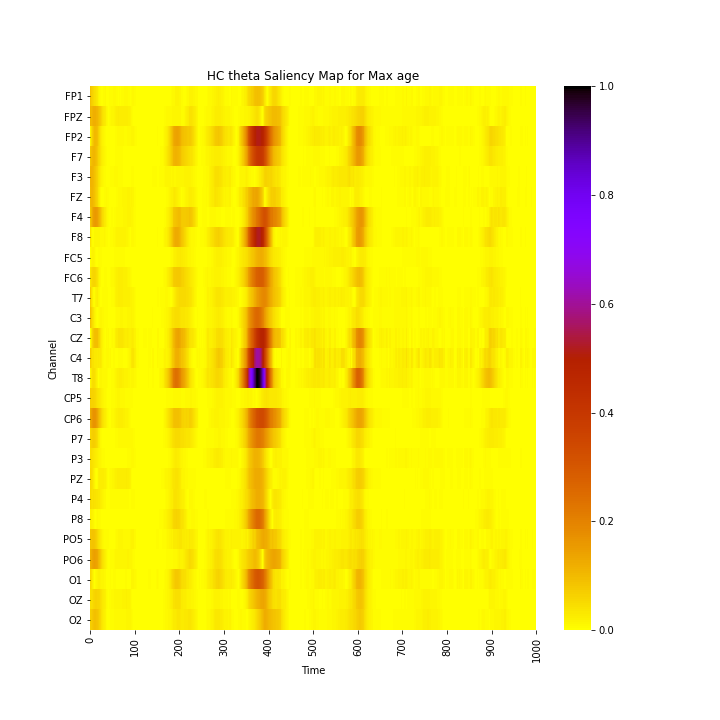 HC theta Saliency Map for Max age
Channel
FP1
FPZ
FP2
F7
F3
FZ
F4
F8
FC5
FC6
T7
C3
CZ
C4
T8
CP5
CP6
P7
P3
PZ
P4
P8
PO5
PO6
O1
OZ
O2
0 100 200 300 400 500 600 700 800 900 1000
Time
1.0
0.8
0.6
0.4
0.2
0.0